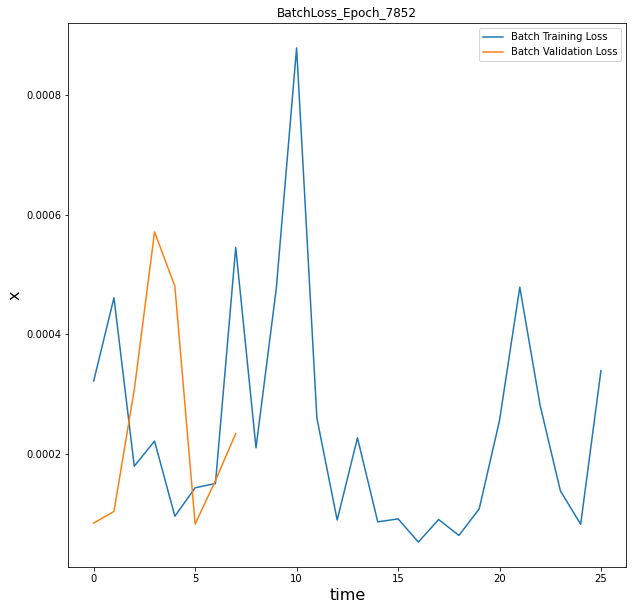 BatchLoss_Epoch_7852
Batch Training Loss
Batch Validation Loss
0.0008
0.0006
0.0004
0.0002
x
0 5 10 15 20 25
time